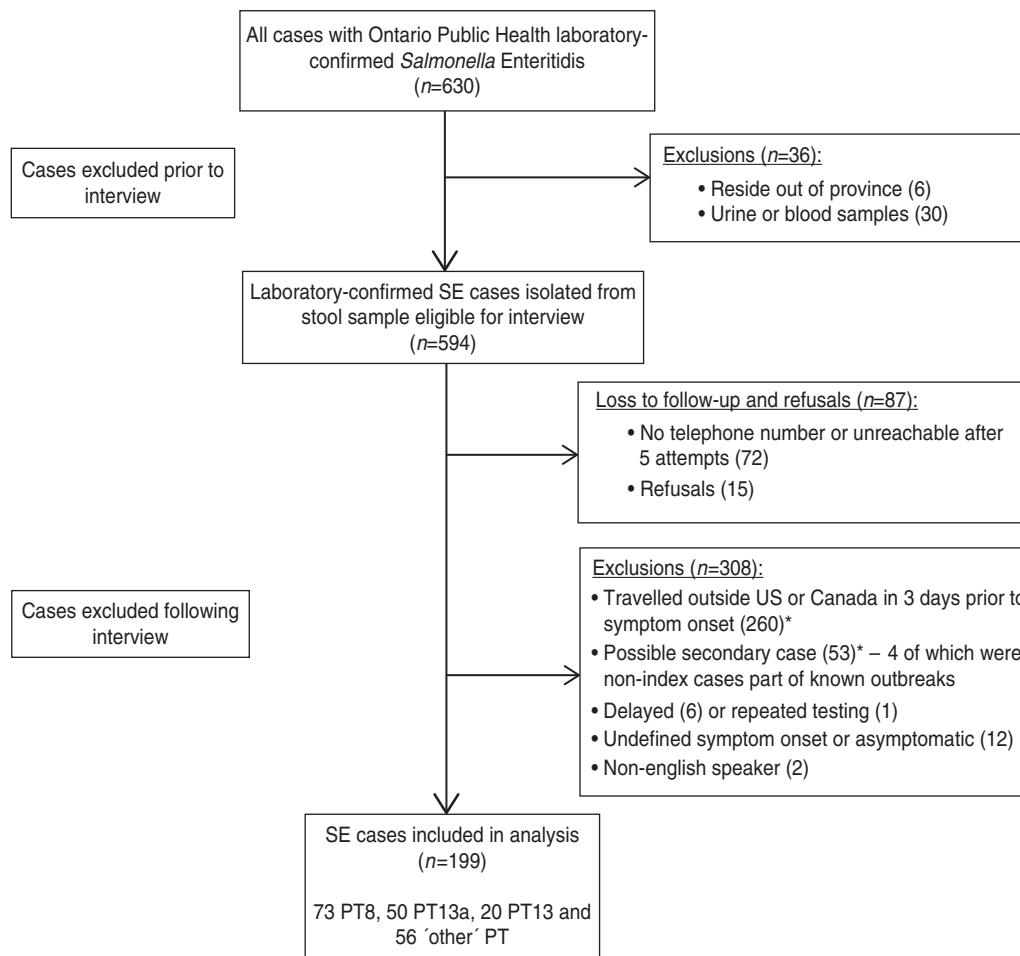 All cases with Ontario Public Health laboratory-
confirmed Salmonella Enteritidis
(n=630)
Cases excluded prior to
interview
Exclusions (n=36):
• Reside out of province (6)
• Urine or blood samples (30)
Laboratory-confirmed SE cases isolated from
stool sample eligible for interview
(n=594)
Loss to follow-up and refusals (n=87):
• No telephone number or unreachable after
5 attempts (72)
• Refusals (15)
Cases excluded following
interview
Exclusions (n=308):
• Travelled outside US or Canada in 3 days prior to
symptom onset (260)*
• Possible secondary case (53)* – 4 of which were
non-index cases part of known outbreaks
• Delayed (6) or repeated testing (1)
• Undefined symptom onset or asymptomatic (12)
• Non-english speaker (2)
SE cases included in analysis
(n=199)
73 PT8, 50 PT13a, 20 PT13 and
56 ´other´ PT